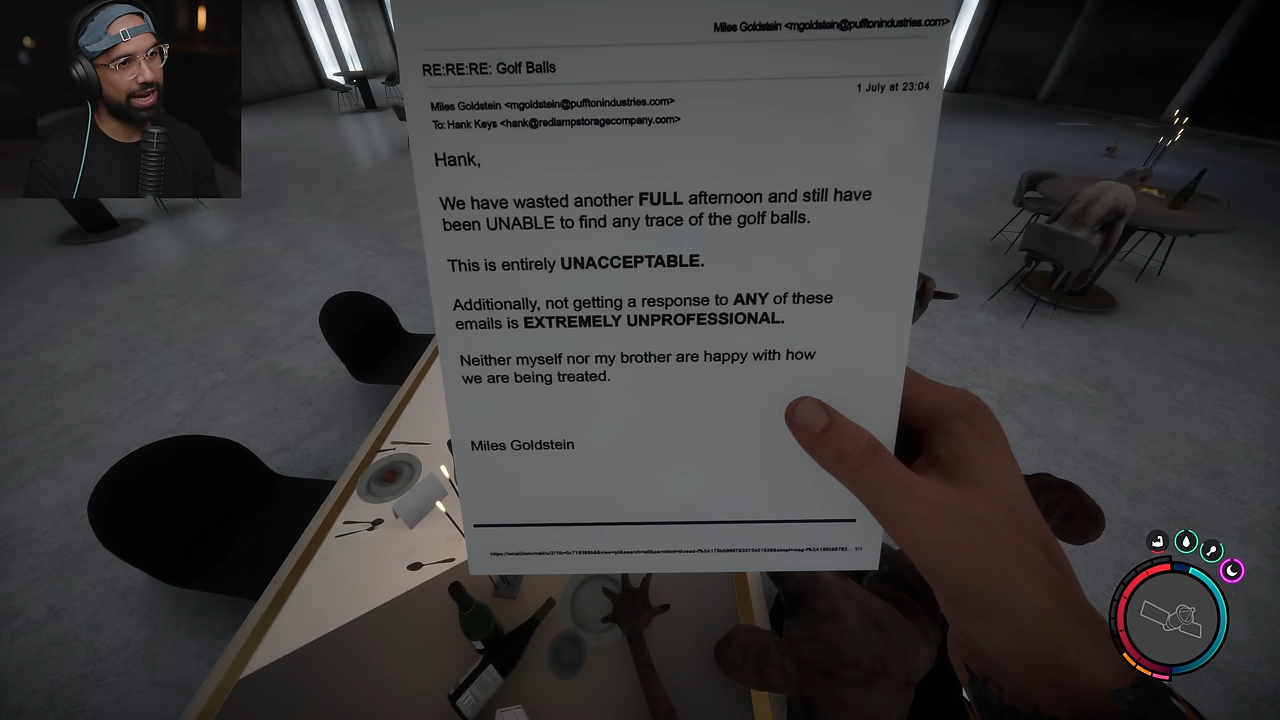 Miles Goldstein <mgoldstein@pufftonindustries.com>
RE:RE:RE: Golf Balls
1 July at 23:04
Miles Goldstein <mgoldstein@pufftonindustries.com>
To: Hank Keys <hank@redlampstoragecompany.com>
Hank,
We have wasted another FULL afternoon and still have
been UNABLE to find any trace of the golf balls.
This is entirely UNACCEPTABLE.
Additionally, not getting a response to ANY of these
emails is EXTREMELY UNPROFESSIONAL.
Neither myself nor my brother are happy with how
we are being treated.
Miles Goldstein
1/1